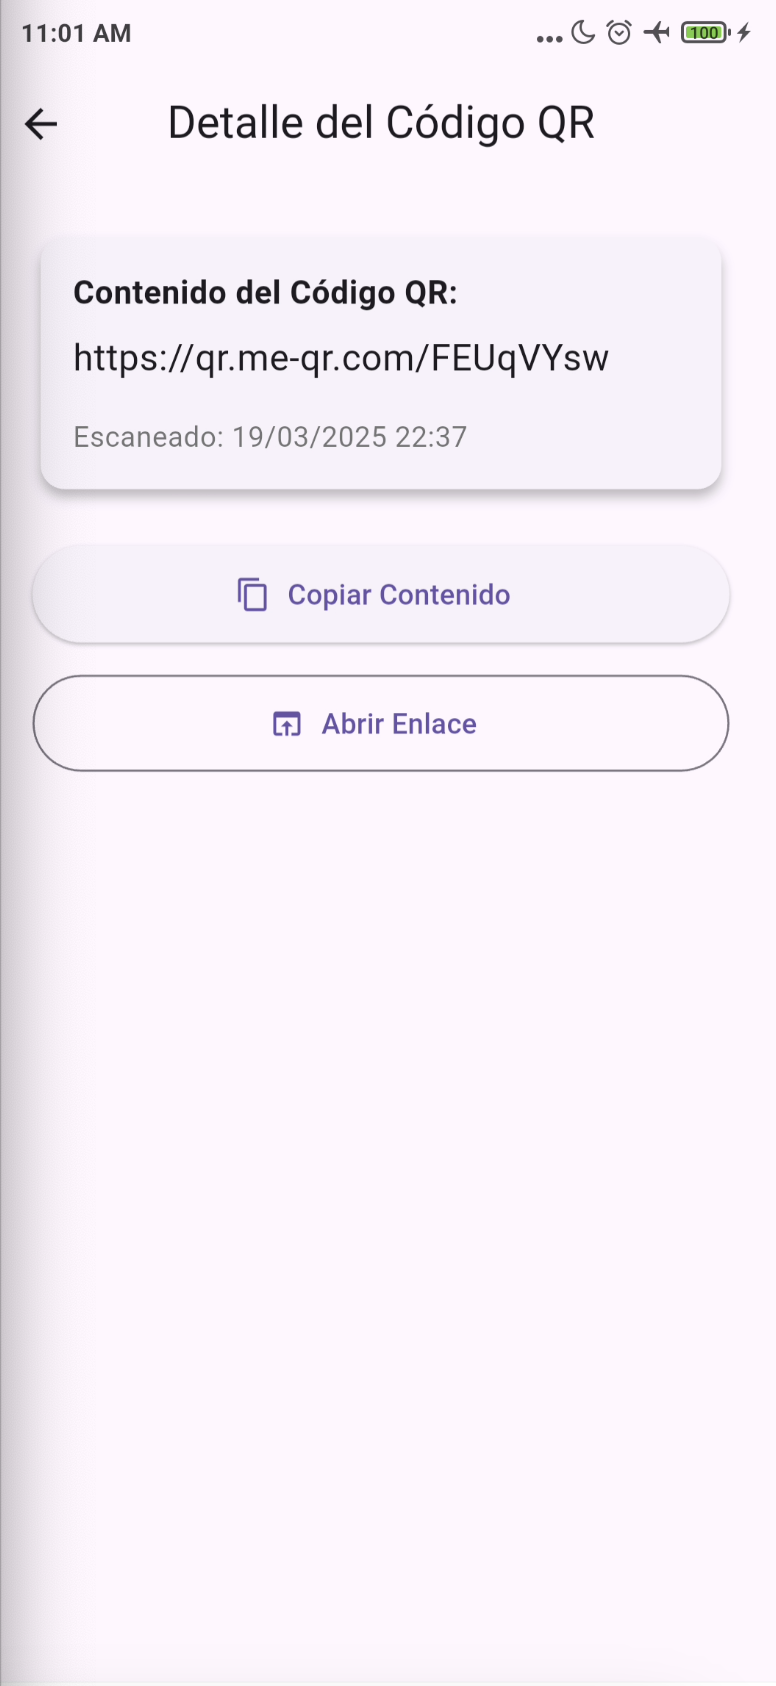 11:01 AM
100
Detalle del Código QR
Contenido del Código QR:
https://qr.me-qr.com/FEUqVYsw
Escaneado: 19/03/2025 22:37
Copiar Contenido
Abrir Enlace